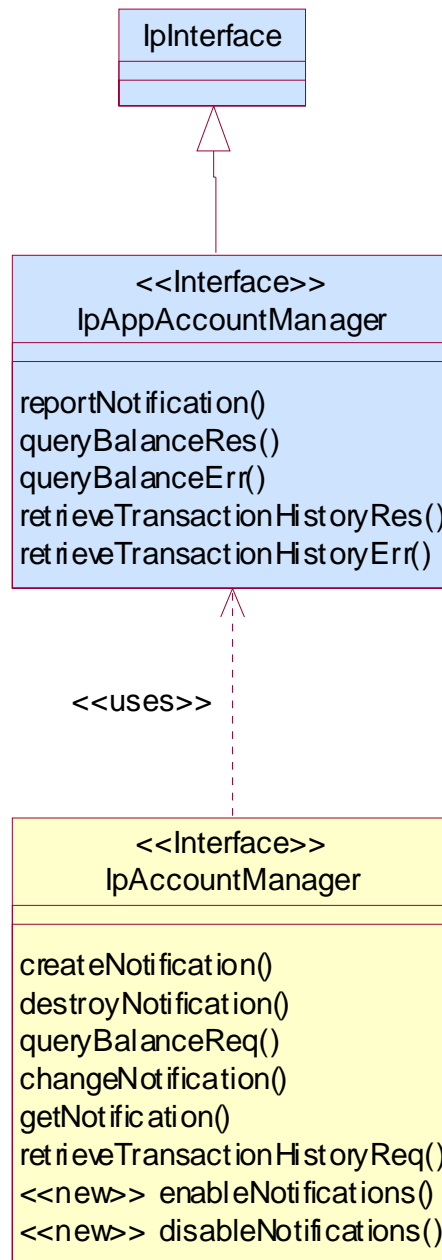 IpInterface
<<Interface>>
IpAppAccountManager
reportNotification()
queryBalanceRes()
queryBalanceErr()
retrieveTransactionHistoryRes()
retrieveTransactionHistoryErr()
<<uses>>
<<Interface>>
IpAccountManager
createNotification()
destroyNotification()
queryBalanceReq()
changeNotification()
getNotification()
retrieveTransactionHistoryReq()
<<new>> enableNotifications()
<<new>> disableNotifications()